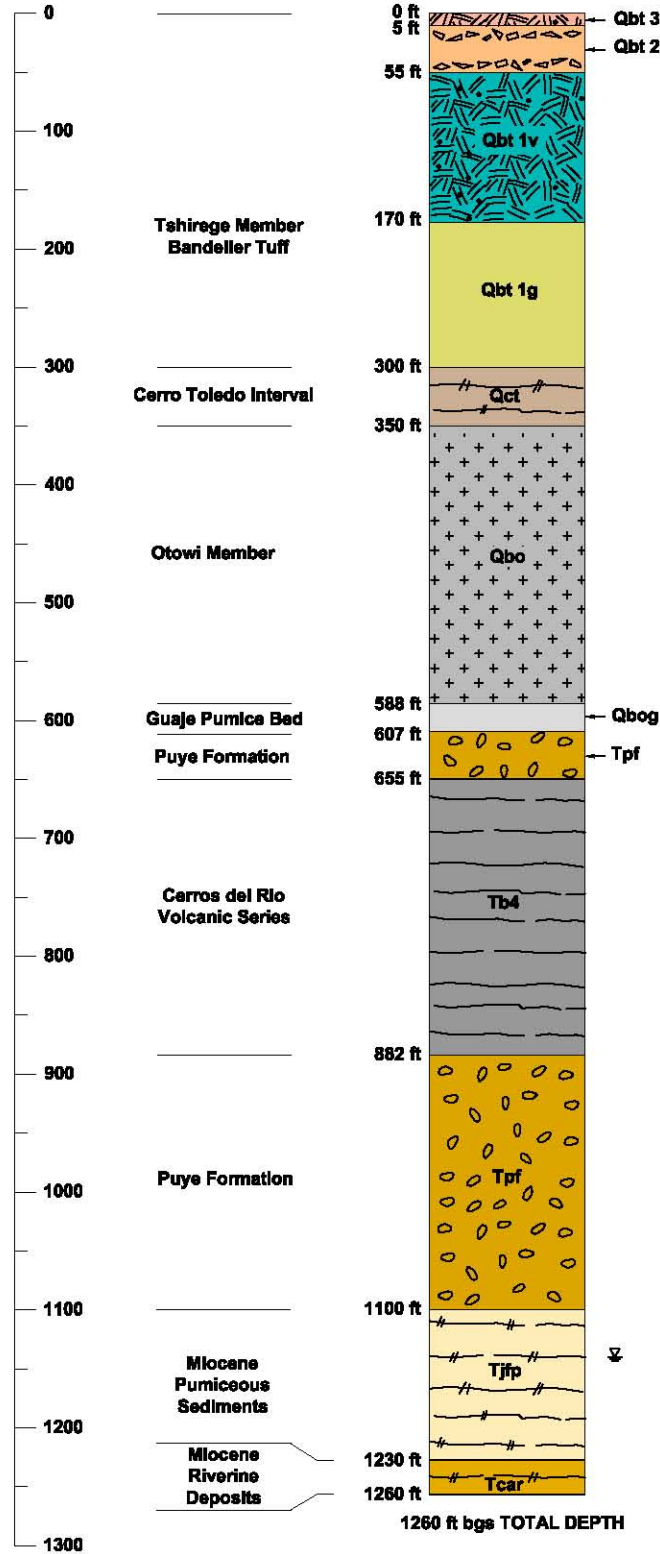 0
0 ft
Qbt 3
5 ft
Qbt 2
55 ft
100
Qbt 1v
170 ft
Tshirege Member
Bandelier Tuff
200
Qbt 1g
300
300 ft
Cerro Toledo Interval
Qct
350 ft
400
Otowi Member
Qbo
500
588 ft
600
Guaje Pumice Bed
Qbog
607 ft
Puye Formation
Tpf
655 ft
700
Cerros del Rio
Volcanic Series
Tb4
800
882 ft
900
Puye Formation
Tpf
1000
1100
1100 ft
Miocene
Pumiceous
Sediments
Tjfp
1200
Miocene
Riverine
Deposits
1230 ft
Tcar
1260 ft
1260 ft bgs TOTAL DEPTH
1300